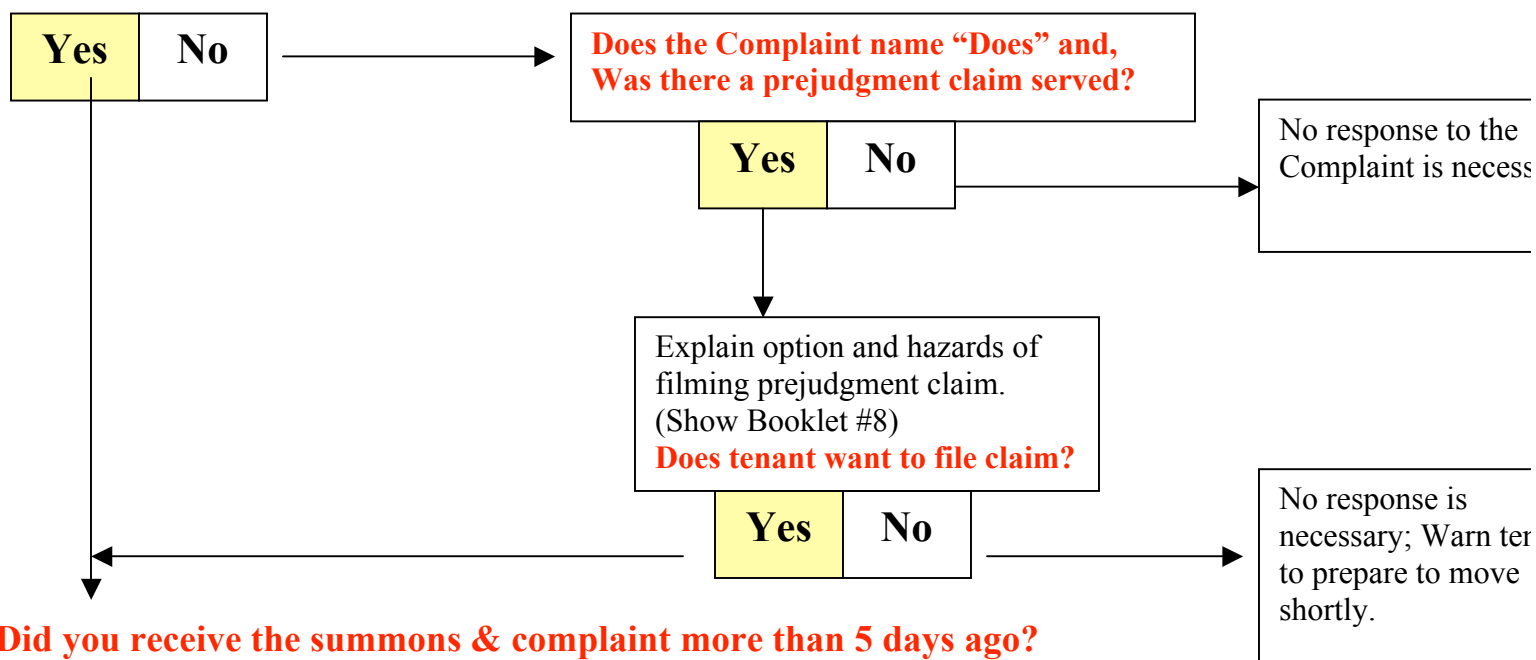 Yes No
Does the Complaint name “Does” and,
Was there a prejudgment claim served?
Yes No
No response to the
Complaint is
Explain option and hazards of
filming prejudgment claim.
(Show Booklet #8)
Does tenant want to file claim?
Yes No
No response is
necessary; Warn
to prepare to move
shortly.
Did you receive the summons & complaint more than 5 days ago?